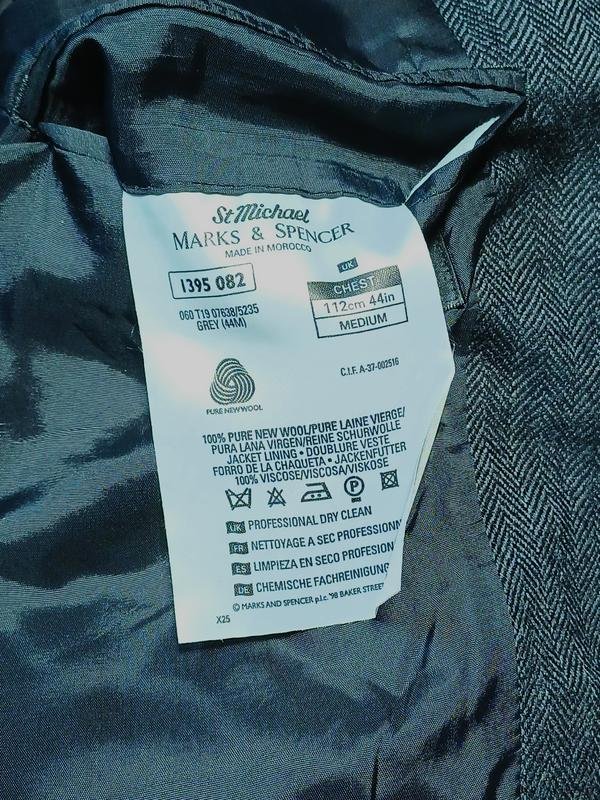 St Michael
MARKS & SPENCER
MADE IN MOROCCO
1395 082
060 T19 07638/5235
GREY (44M)
UK
CHEST
112cm 44in
MEDIUM
C.I.F. A-37-002516
PURE NEW WOOL
100% PURE NEW WOOL/PURE LAINE VIERGE/
PURA LANA VIRGEN/REINE SCHURWOLLE
JACKET LINING • DOUBLURE VESTE
FORRO DE LA CHAQUETA • JACKENFUTTER
100% VISCOSE/VISCOSA/VISKOSE
P
UK PROFESSIONAL DRY CLEAN
FR NETTOYAGE A SEC PROFESSIONN
ES LIMPIEZA EN SECO PROFESION
DE CHEMISCHE FACHREINIGUNG
© MARKS AND SPENCER p.l.c. '98 BAKER STREET
X25